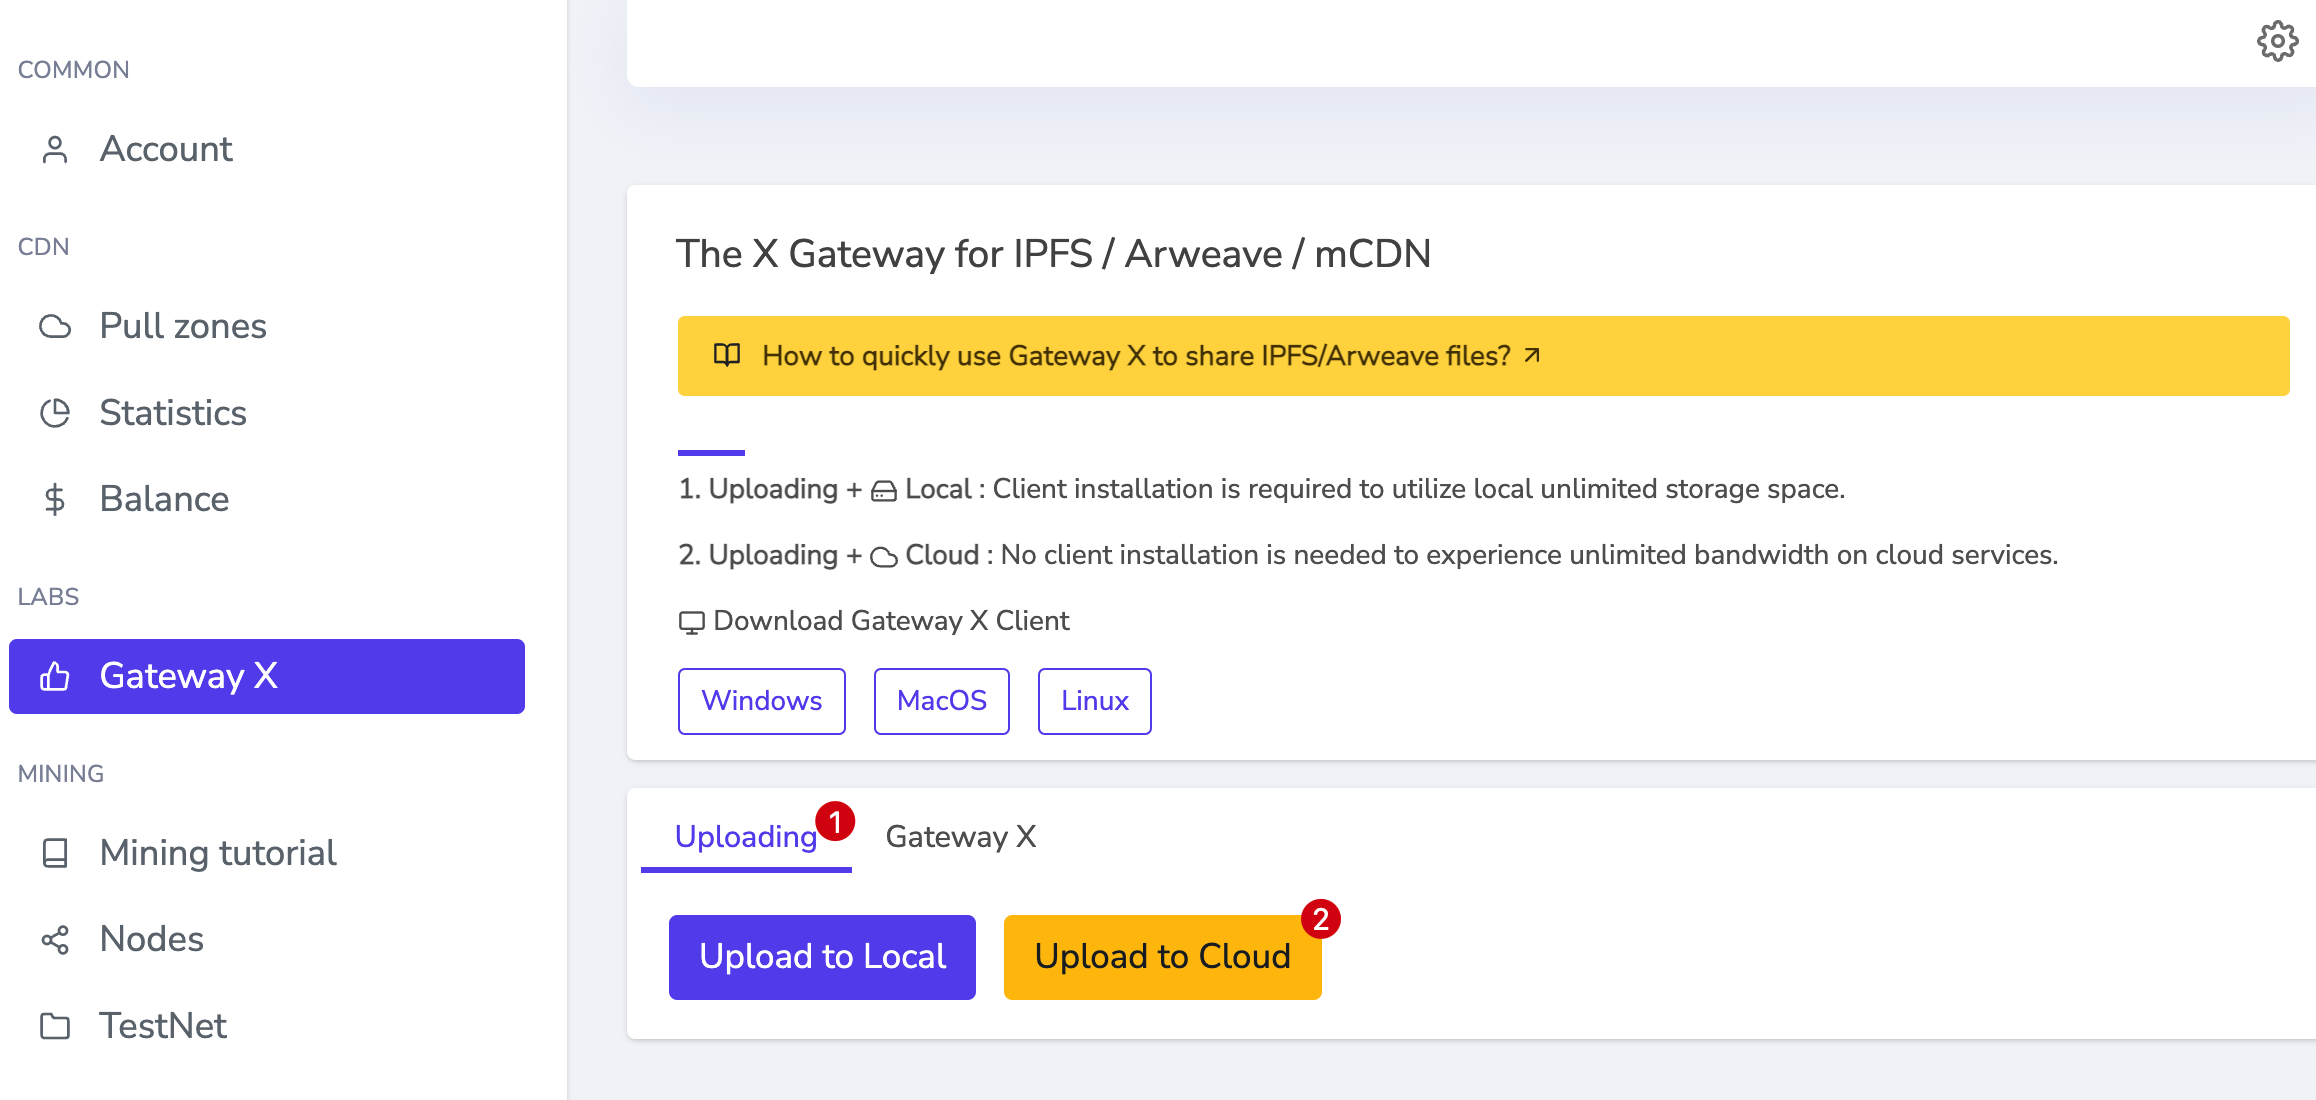 COMMON
Account
CDN
Pull zones
Statistics
Balance
LABS
Gateway X
MINING
Mining tutorial
Nodes
TestNet
The X Gateway for IPFS / Arweave / mCDN
How to quickly use Gateway X to share IPFS/Arweave files?
1. Uploading + Local : Client installation is required to utilize local unlimited storage space.
2. Uploading + Cloud : No client installation is needed to experience unlimited bandwidth on cloud services.
Download Gateway X Client
Windows MacOS Linux
Uploading 1 Gateway X
Upload to Local Upload to Cloud 2